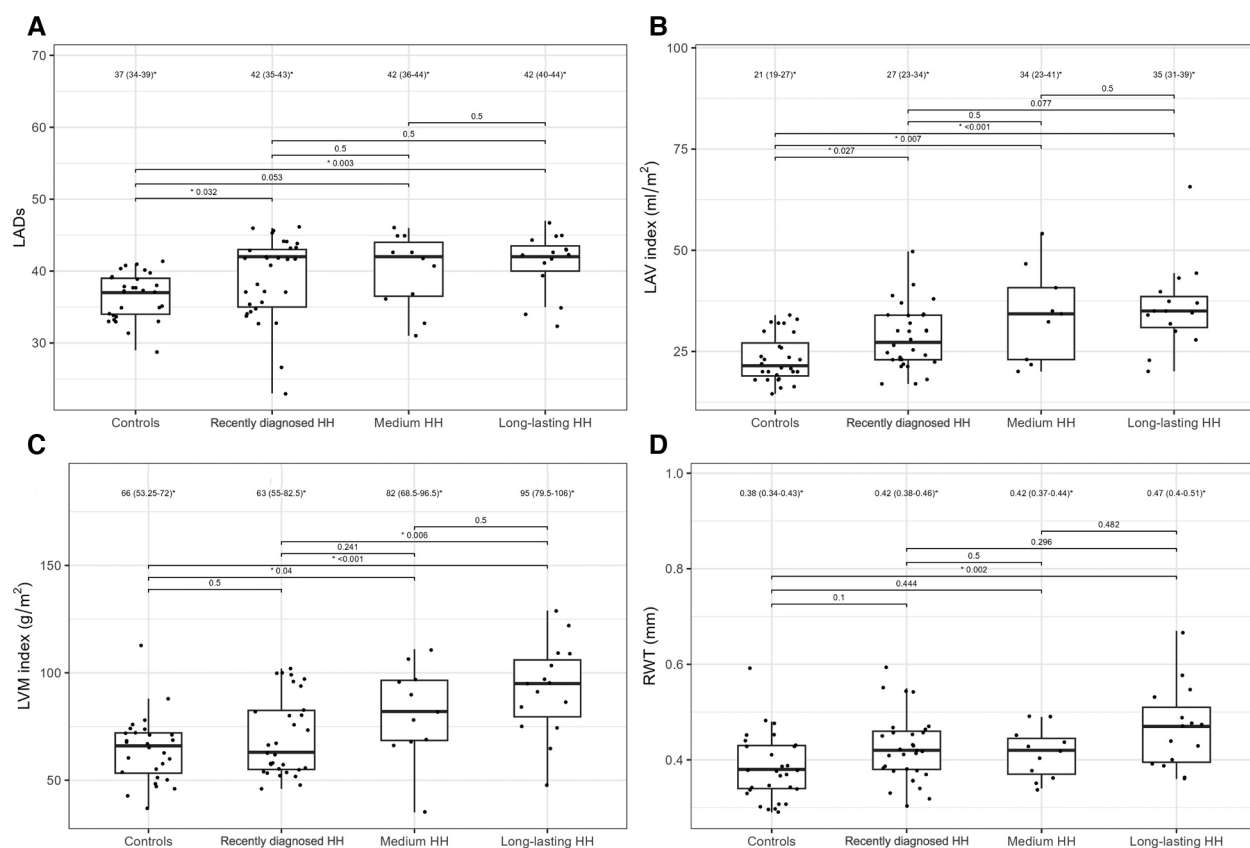 A
70
60
50
40
30
LADs
37 (34-39)*
42 (35-43)*
42 (36-44)*
42 (40-44)*
0.5
0.5
0.5
* 0.003
0.053
* 0.032
Controls
Recently diagnosed HH
Medium HH
Long-lasting HH
B
100
75
50
25
LAV index (ml/m²)
21 (19-27)*
27 (23-34)*
34 (23-41)*
35 (31-39)*
0.5
0.077
0.5
* <0.001
* 0.007
* 0.027
Controls
Recently diagnosed HH
Medium HH
Long-lasting HH
C
150
100
50
LVM index (g/m²)
66 (53.25-72)*
63 (55-82.5)*
82 (68.5-96.5)*
95 (79.5-106)*
0.5
* 0.006
0.241
* <0.001
* 0.04
0.5
Controls
Recently diagnosed HH
Medium HH
Long-lasting HH
D
1.0
0.8
0.6
0.4
RWT (mm)
0.38 (0.34-0.43)*
0.42 (0.38-0.46)*
0.42 (0.37-0.44)*
0.47 (0.4-0.51)*
0.482
0.296
0.5
* 0.002
0.444
0.1
Controls
Recently diagnosed HH
Medium HH
Long-lasting HH